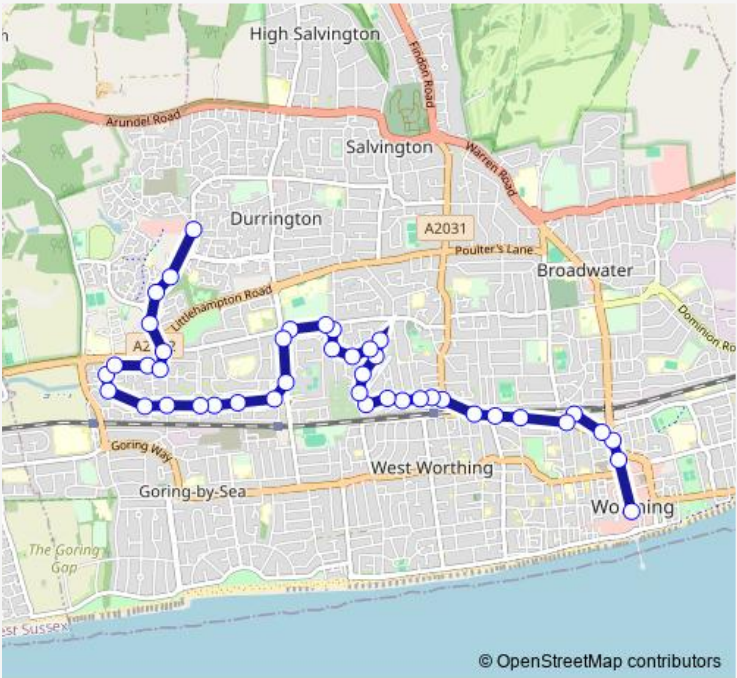 High Salvington
Findon Road
Arundel Road
Salvington
Warren Road
Durrington
A2031
Poulter's Lane
Broadwater
Littlehampton Road
Dominion Ro
Goring Way
West Worthing
Goring-by-Sea
The Goring
Gap
est Sussex
© OpenStreetMap contributors